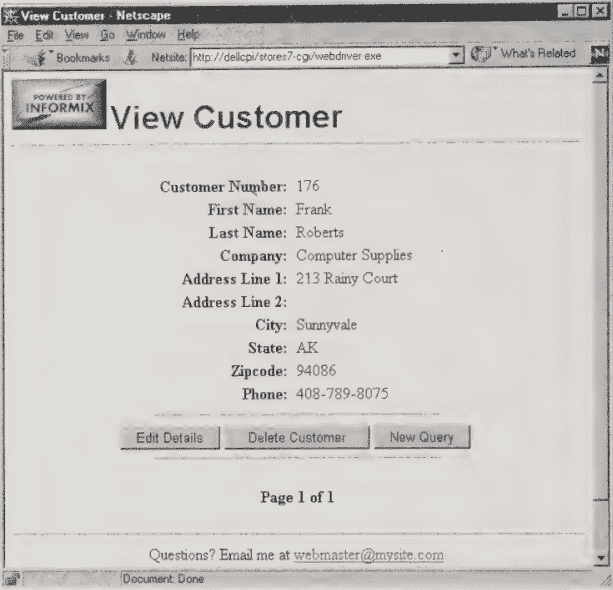 View Customer - Netscape
File Edit View Go Window Help
Bookmarks Netsite: http://dellcpi/stores7-cgi/webdriver.exe What's Related N
POWERED BY
INFORMIX
View Customer
Customer Number: 176
First Name: Frank
Last Name: Roberts
Company: Computer Supplies
Address Line 1: 213 Rainy Court
Address Line 2:
City: Sunnyvale
State: AK
Zipcode: 94086
Phone: 408-789-8075
Edit Details Delete Customer New Query
Page 1 of 1
Questions? Email me at webmaster@mysite.com
Document: Done